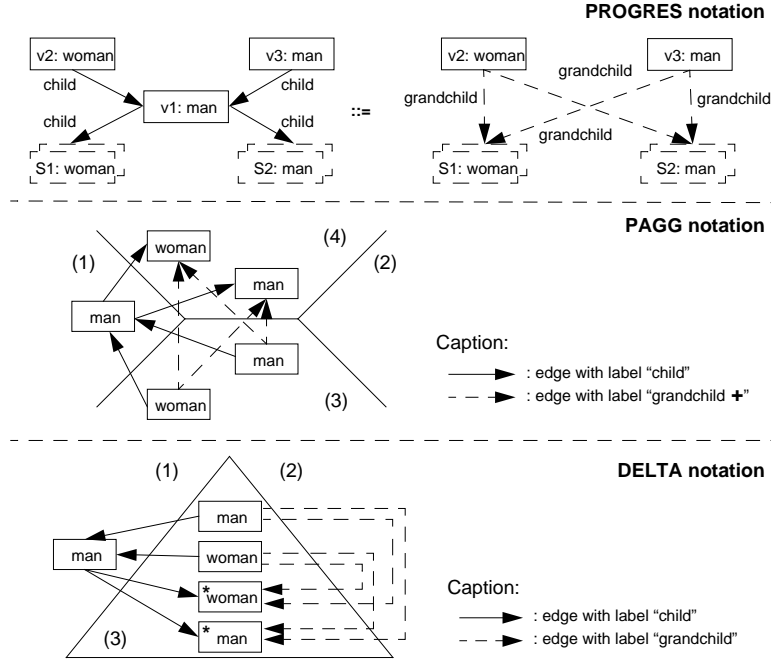 PROGRES notation
v2: woman
v3: man
v2: woman
v3: man
child
child
grandchild
grandchild
v1: man
::=
child
child
grandchild
grandchild
grandchild
S1: woman
S2: man
S1: woman
S2: man
PAGG notation
(1)
woman
(4)
(2)
man
man
man
woman
(3)
Caption:
: edge with label “child”
: edge with label “grandchild +”
DELTA notation
(1)
(2)
man
man
woman
*woman
* man
(3)
Caption:
: edge with label “child”
: edge with label “grandchild”